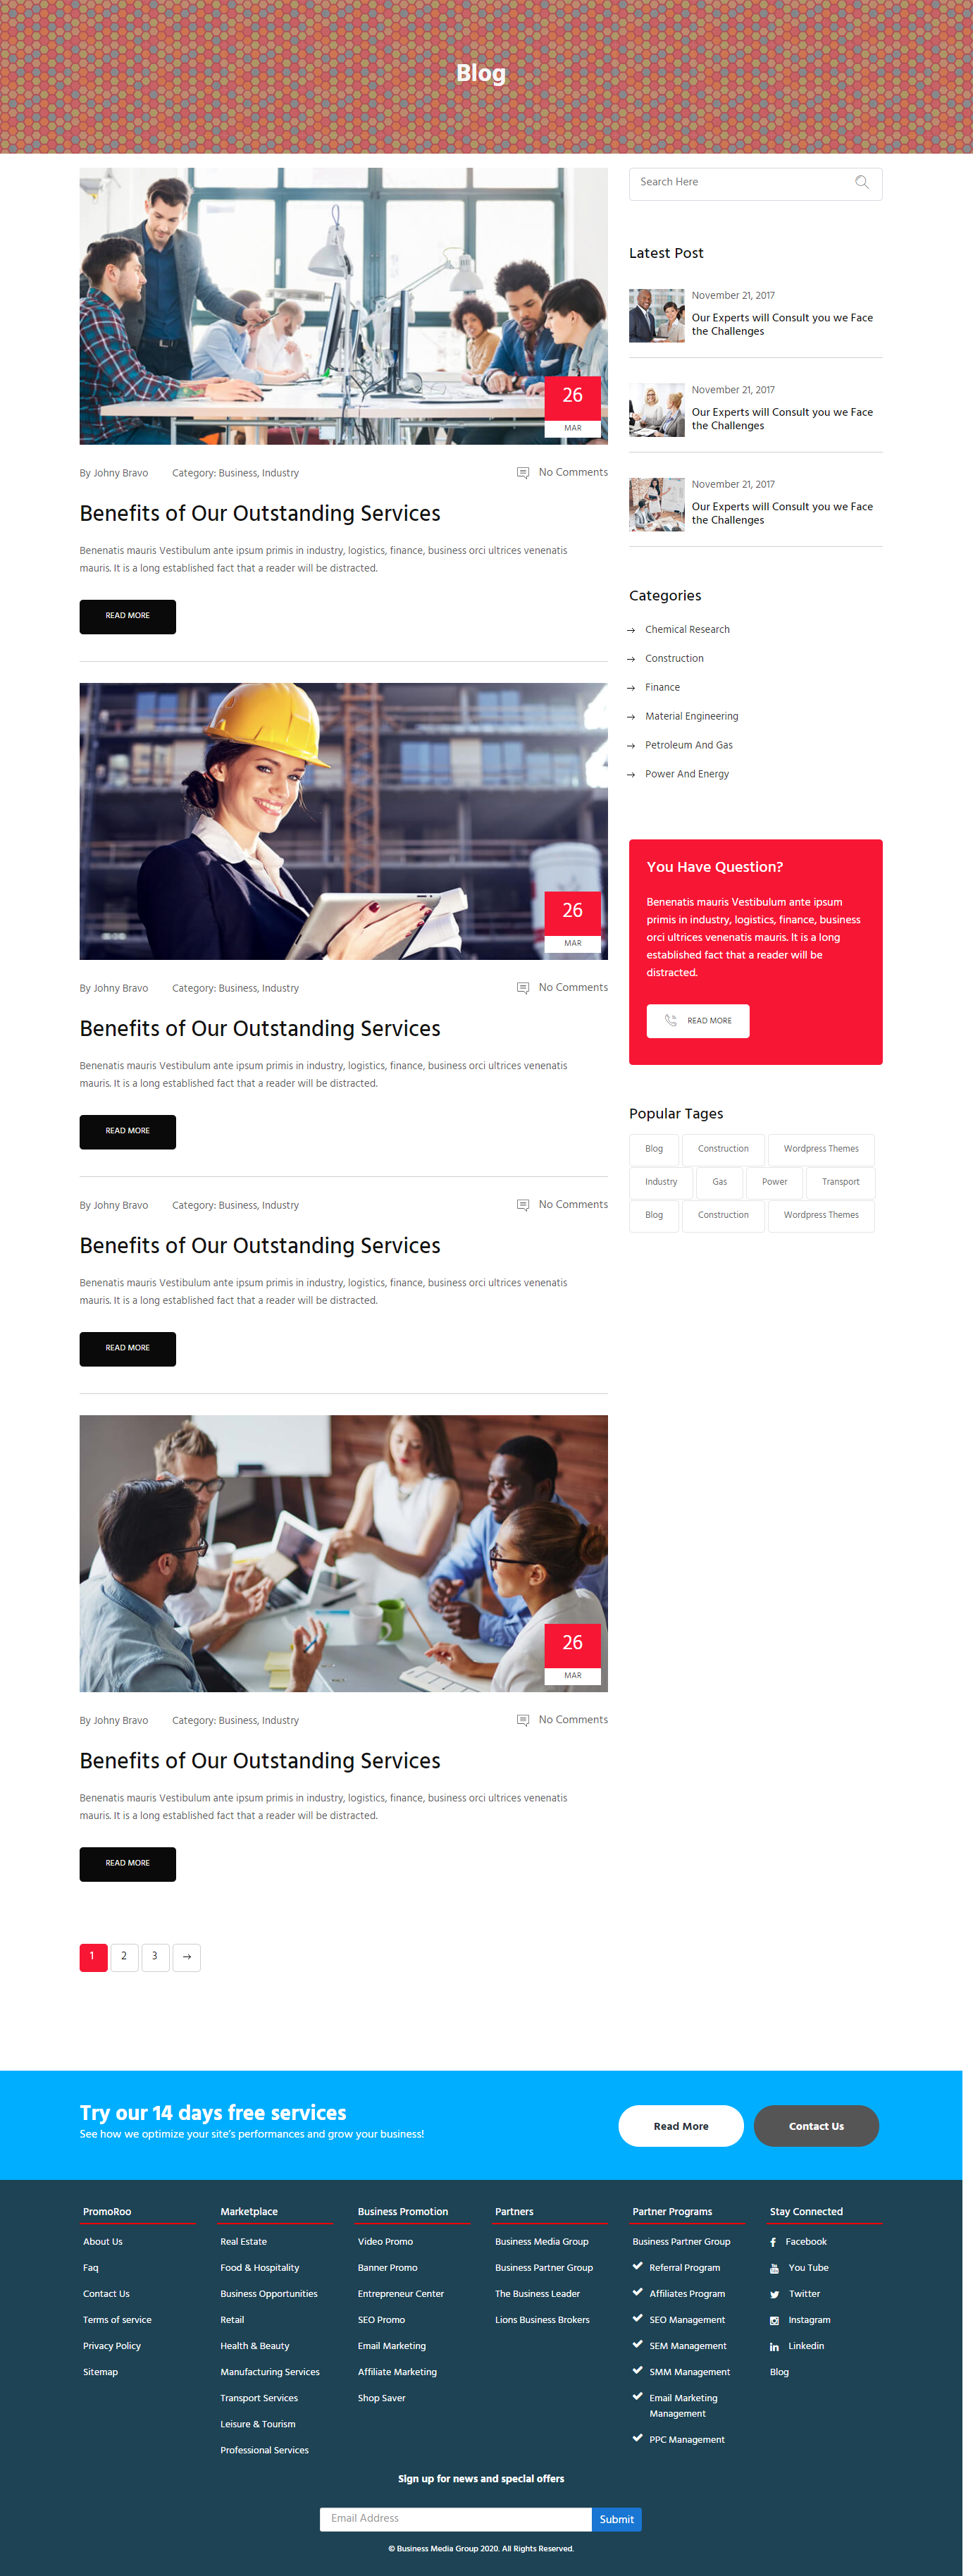 Blog
26
MAR
By Johny Bravo Category: Business, Industry No Comments
Benefits of Our Outstanding Services
Benenatis mauris Vestibulum ante ipsum primis in industry, logistics, finance, business orci ultrices venenatis
mauris. It is a long established fact that a reader will be distracted.
READ MORE
26
MAR
By Johny Bravo Category: Business, Industry No Comments
Benefits of Our Outstanding Services
Benenatis mauris Vestibulum ante ipsum primis in industry, logistics, finance, business orci ultrices venenatis
mauris. It is a long established fact that a reader will be distracted.
READ MORE
By Johny Bravo Category: Business, Industry No Comments
Benefits of Our Outstanding Services
Benenatis mauris Vestibulum ante ipsum primis in industry, logistics, finance, business orci ultrices venenatis
mauris. It is a long established fact that a reader will be distracted.
READ MORE
26
MAR
By Johny Bravo Category: Business, Industry No Comments
Benefits of Our Outstanding Services
Benenatis mauris Vestibulum ante ipsum primis in industry, logistics, finance, business orci ultrices venenatis
mauris. It is a long established fact that a reader will be distracted.
READ MORE
1 2 3 →
Search Here
Latest Post
November 21, 2017
Our Experts will Consult you we Face
the Challenges
November 21, 2017
Our Experts will Consult you we Face
the Challenges
November 21, 2017
Our Experts will Consult you we Face
the Challenges
Categories
→ Chemical Research
→ Construction
→ Finance
→ Material Engineering
→ Petroleum And Gas
→ Power And Energy
You Have Question?
Benenatis mauris Vestibulum ante ipsum
primis in industry, logistics, finance, business
orci ultrices venenatis mauris. It is a long
established fact that a reader will be
distracted.
READ MORE
Popular Tages
Blog Construction Wordpress Themes
Industry Gas Power Transport
Blog Construction Wordpress Themes
Try our 14 days free services
See how we optimize your site's performances and grow your business!
Read More Contact Us
PromoRoo
About Us
Faq
Contact Us
Terms of service
Privacy Policy
Sitemap
Marketplace
Real Estate
Food & Hospitality
Business Opportunities
Retail
Health & Beauty
Manufacturing Services
Transport Services
Leisure & Tourism
Professional Services
Business Promotion
Video Promo
Banner Promo
Entrepreneur Center
SEO Promo
Email Marketing
Affiliate Marketing
Shop Saver
Partners
Business Media Group
Business Partner Group
The Business Leader
Lions Business Brokers
Partner Programs
Business Partner Group
Referral Program
Affiliates Program
SEO Management
SEM Management
SMM Management
Email Marketing
Management
PPC Management
Stay Connected
Facebook
You Tube
Twitter
Instagram
Linkedin
Blog
Sign up for news and special offers
Email Address Submit
© Business Media Group 2020. All Rights Reserved.